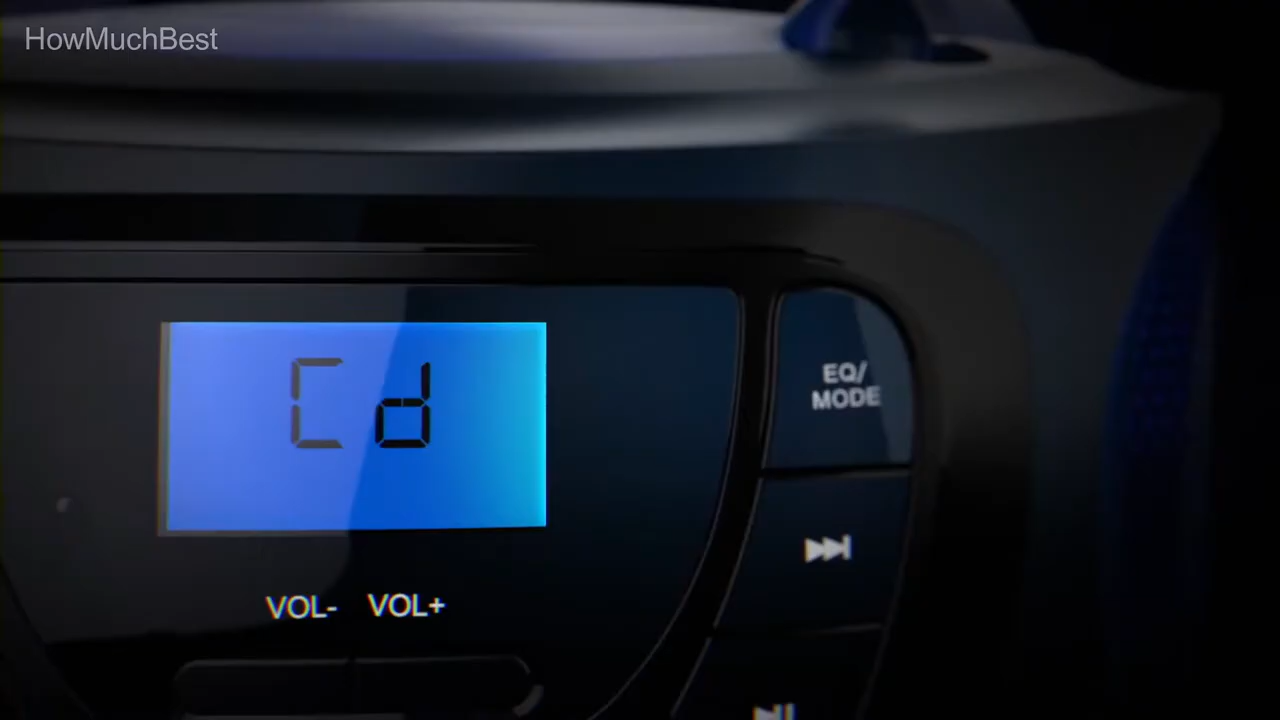 HowMuchBest
Cd
EQ/
MODE
VOL- VOL+